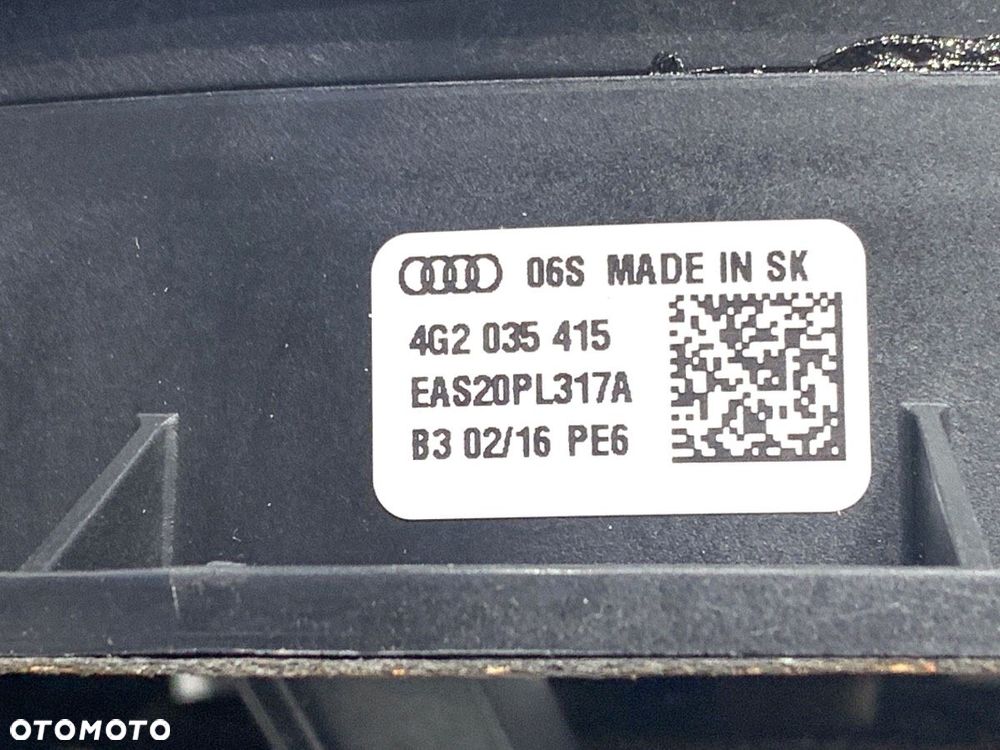 06S MADE IN SK
4G2 035 415
EAS20PL317A
B3 02/16 PE6
OTOMOTO